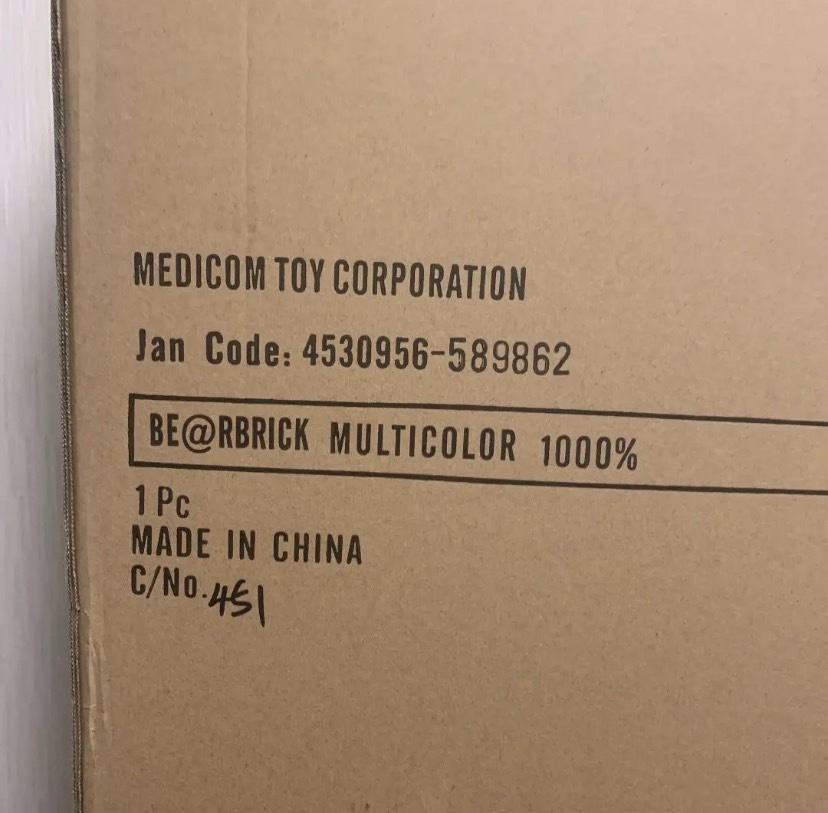 MEDICOM TOY CORPORATION
Jan Code: 4530956-589862
BE@RBRICK MULTICOLOR 1000%
1 Pc
MADE IN CHINA
C/No. 451